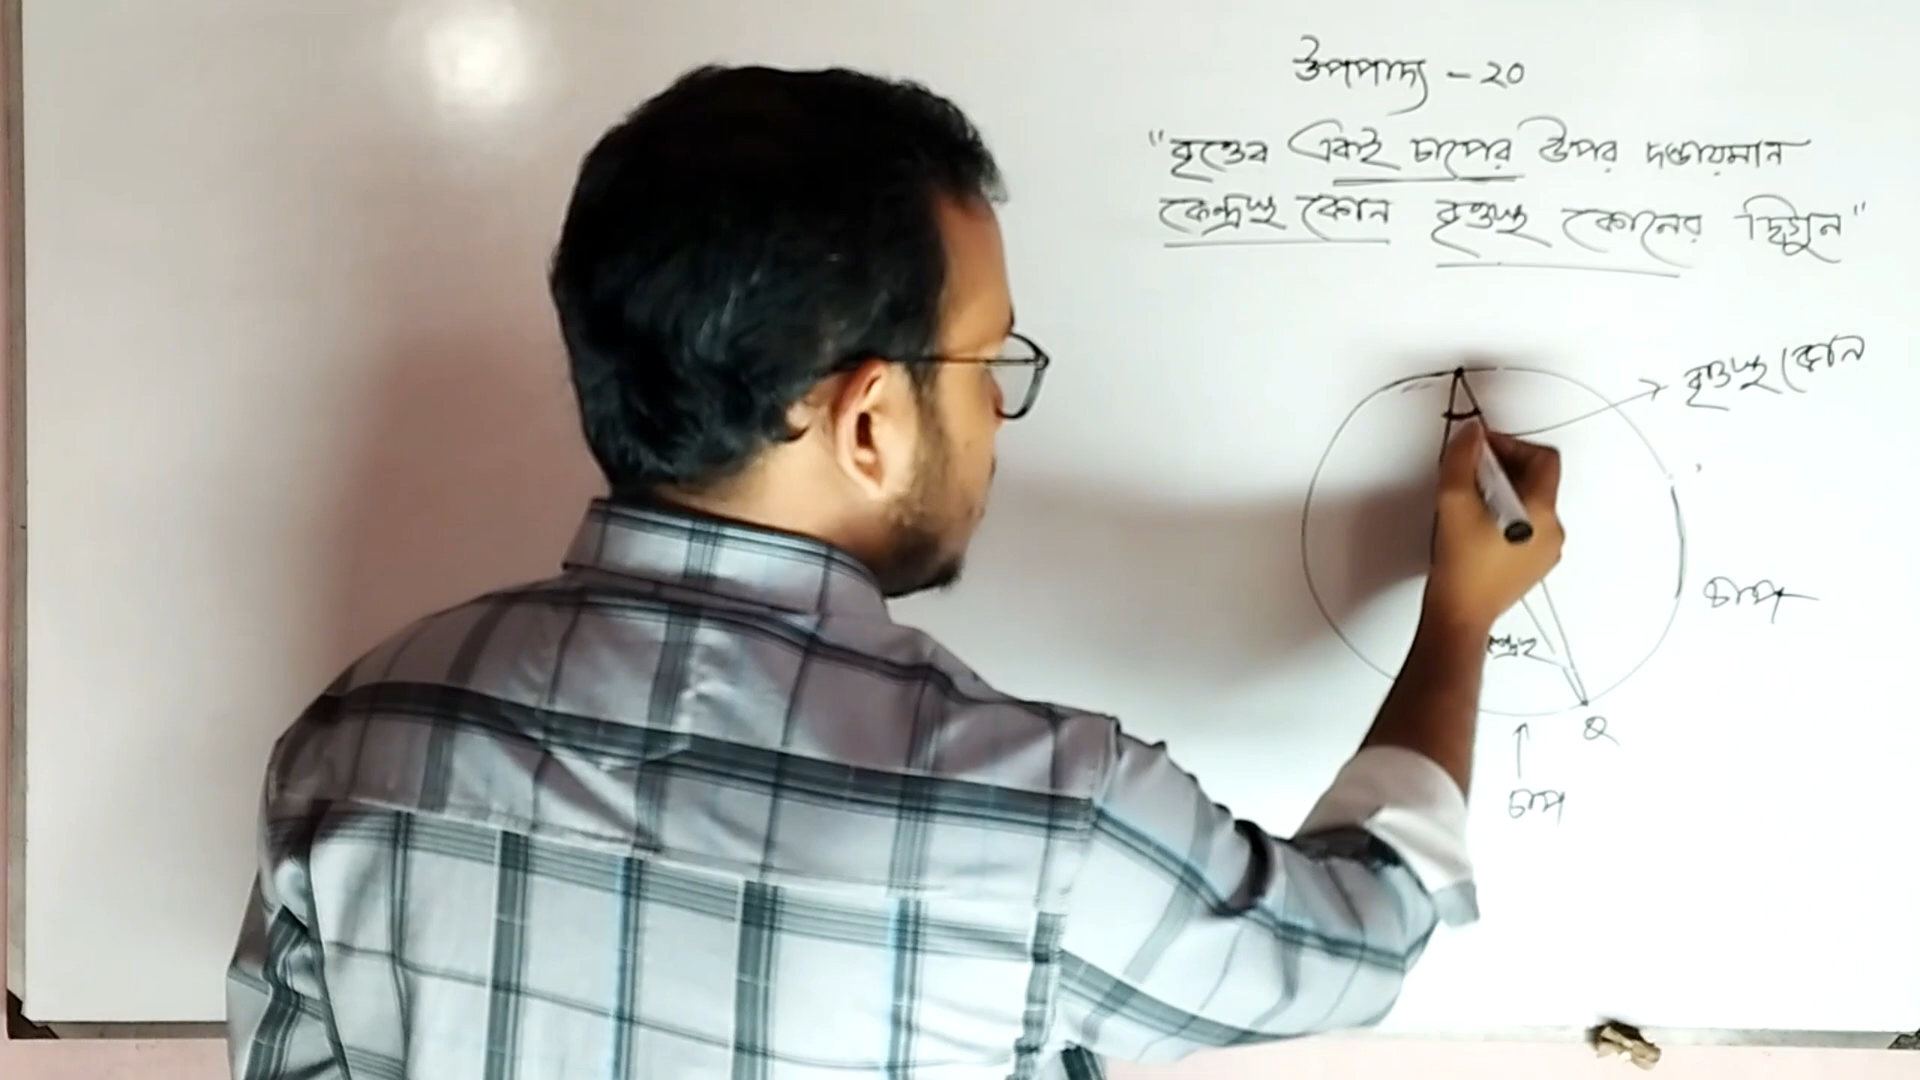 উপপাদ্য - ২০
"বৃত্তের একই চাপের উপর দণ্ডায়মান
কেন্দ্রস্থ কোন বৃত্তস্থ কোনের দ্বিগুন"
বৃত্তস্থ কোন
চাপ
চাপ